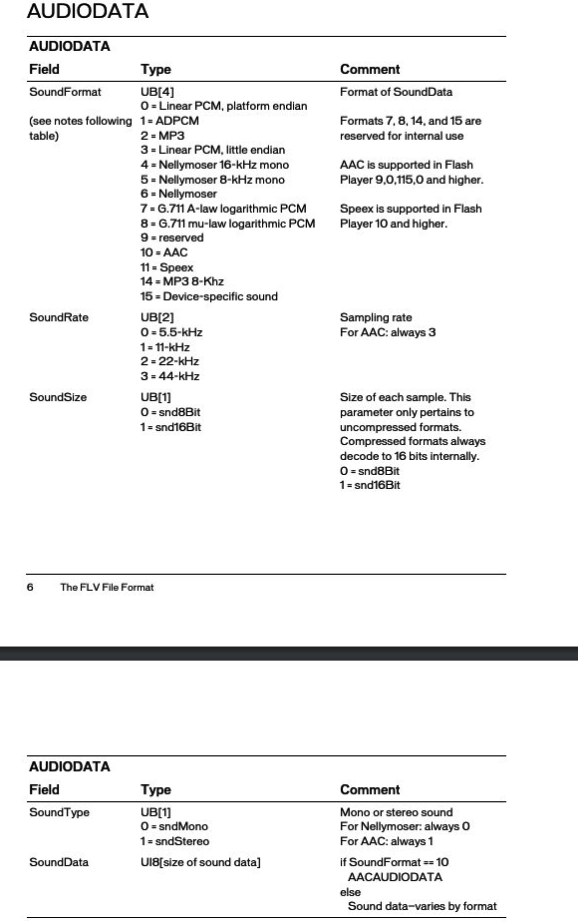 AUDIODATA
AUDIODATA
Field Type Comment
SoundFormat UB[4] Format of SoundData
0 = Linear PCM, platform endian
(see notes following 1 = ADPCM Formats 7, 8, 14, and 15 are
table) 2 = MP3 reserved for internal use
3 = Linear PCM, little endian
4 = Nellymoser 16-kHz mono AAC is supported in Flash
5 = Nellymoser 8-kHz mono Player 9,0,115,0 and higher.
6 = Nellymoser
7 = G.711 A-law logarithmic PCM Speex is supported in Flash
8 = G.711 mu-law logarithmic PCM Player 10 and higher.
9 = reserved
10 = AAC
11 = Speex
14 = MP3 8-Khz
15 = Device-specific sound
SoundRate UB[2] Sampling rate
0 = 5.5-kHz For AAC: always 3
1 = 11-kHz
2 = 22-kHz
3 = 44-kHz
SoundSize UB[1] Size of each sample. This
0 = snd8Bit parameter only pertains to
1 = snd16Bit uncompressed formats.
Compressed formats always
decode to 16 bits internally.
0 = snd8Bit
1 = snd16Bit
6 The FLV File Format
AUDIODATA
Field Type Comment
SoundType UB[1] Mono or stereo sound
0 = sndMono For Nellymoser: always 0
1 = sndStereo For AAC: always 1
SoundData UI8[size of sound data] if SoundFormat == 10
AACAUDIODATA
else
Sound data—varies by format